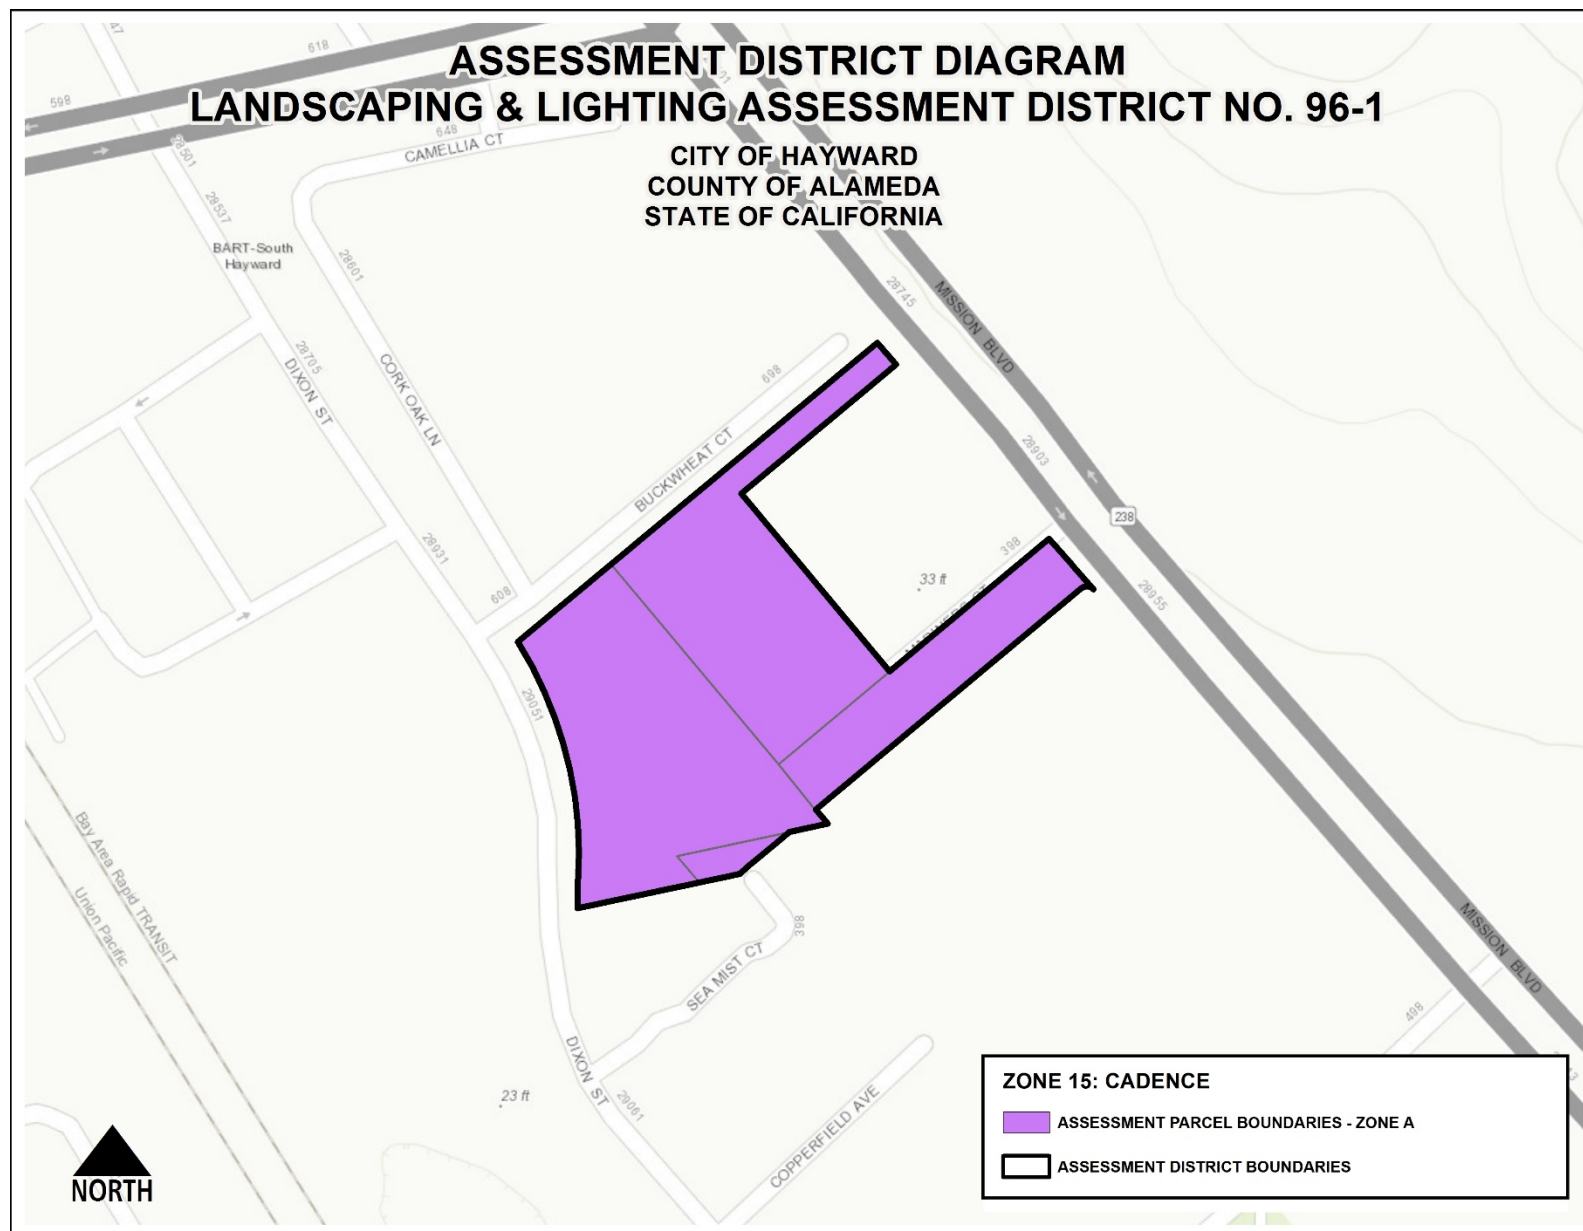 ASSESSMENT DISTRICT DIAGRAM
LANDSCAPING & LIGHTING ASSESSMENT DISTRICT NO. 96-1
CITY OF HAYWARD
COUNTY OF ALAMEDA
STATE OF CALIFORNIA
47
618
598
648
CAMELLIA CT
28501
28537
BART-South
Hayward
28601
28745
MISSION BLVD
28705
DIXON ST
CORK OAK LN
698
BUCKWHEAT CT
28903
28931
238
398
33 ft
608
28955
29051
Bay Area Rapid TRANSIT
Union Pacific
398
SEA MIST CT
MISSION BLVD
498
DIXON ST
23 ft
29061
COPPERFIELD AVE
ZONE 15: CADENCE
ASSESSMENT PARCEL BOUNDARIES - ZONE A
ASSESSMENT DISTRICT BOUNDARIES
NORTH